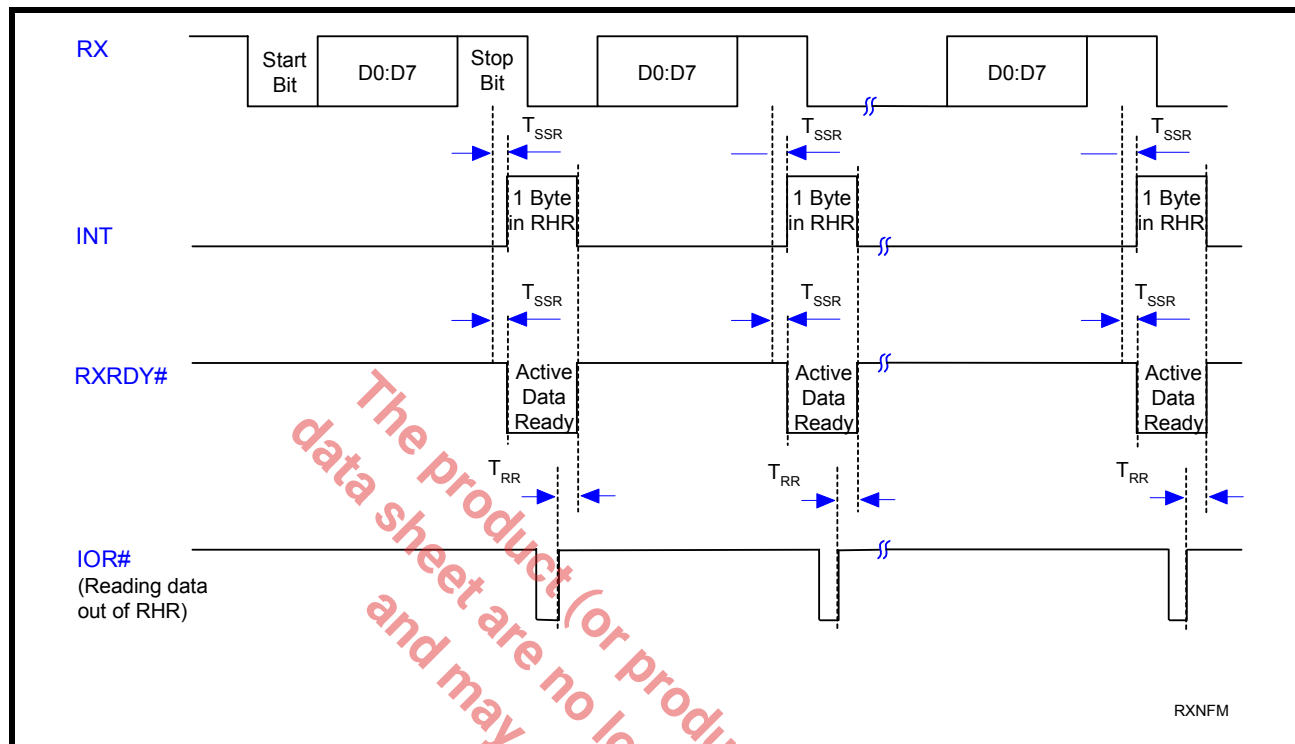 RX
Start
Bit
D0:D7
Stop
Bit
D0:D7
D0:D7
TSSR
TSSR
TSSR
INT
1 Byte
in RHR
1 Byte
in RHR
1 Byte
in RHR
TSSR
TSSR
TSSR
RXRDY#
Active
Data
Ready
Active
Data
Ready
Active
Data
Ready
TRR
TRR
TRR
IOR#
(Reading data
out of RHR)
The product (or
data sheet are no
and may
RXNFM